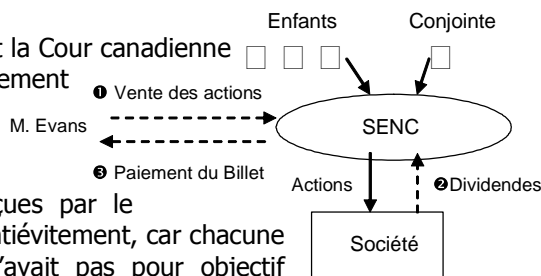 Enfants Conjointe
t la Cour canadienne
ement
❶ Vente des actions
M. Evans
SENC
❸ Paiement du Billet
Actions
❷Dividendes
çues par le
ntiévitement, car chacune
Société
'avait pas pour objectif